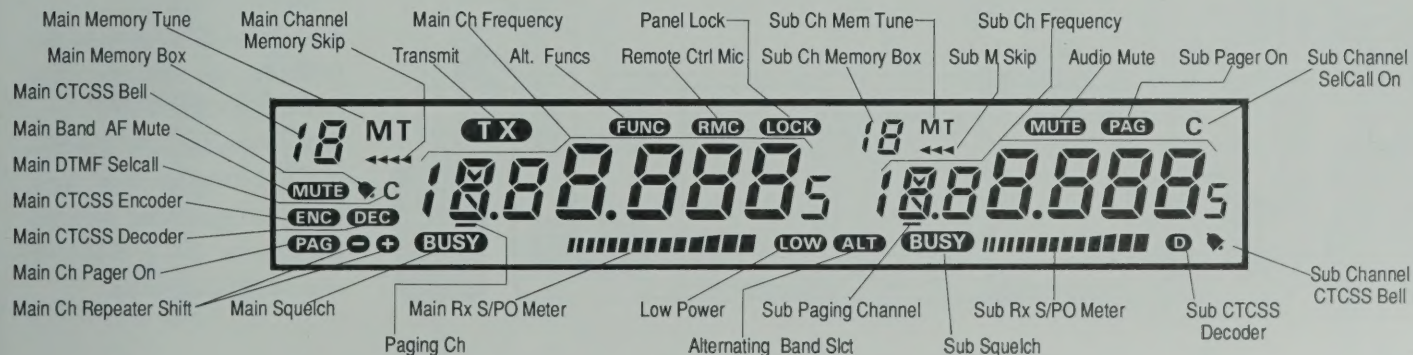 Main Memory Tune
Main Channel
Memory Skip
Main Ch Frequency
Panel Lock
Sub Ch Mem Tune
Sub Ch Frequency
Main Memory Box
Transmit
Alt. Funcs
Remote Ctrl Mic
Sub Ch Memory Box
Sub M Skip
Audio Mute
Sub Pager On
Sub Channel
SelCall On
Main CTCSS Bell
Main Band AF Mute
Main DTMF Selcall
Main CTCSS Encoder
Main CTCSS Decoder
Main Ch Pager On
Main Ch Repeater Shift
18 MT TX FUNC RMC LOCK 18 MT MUTE PAG C
MUTE C 188.8.888s 188.8.888s
ENC DEC
PAG - + BUSY LOW ALT BUSY D
Main Squelch
Paging Ch
Main Rx S/PO Meter
Low Power
Alternating Band Slct
Sub Paging Channel
Sub Squelch
Sub Rx S/PO Meter
Sub CTCSS
Decoder
Sub Channel
CTCSS Bell